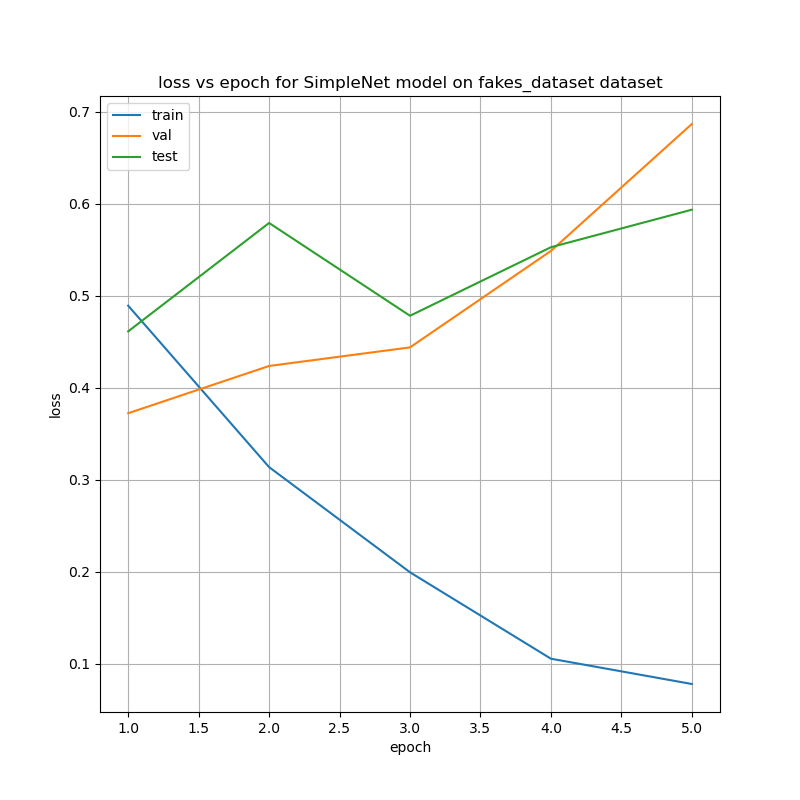 loss vs epoch for SimpleNet model on fakes_dataset dataset
train
val
test
0.7
0.6
0.5
0.4
0.3
0.2
0.1
loss
1.0 1.5 2.0 2.5 3.0 3.5 4.0 4.5 5.0
epoch